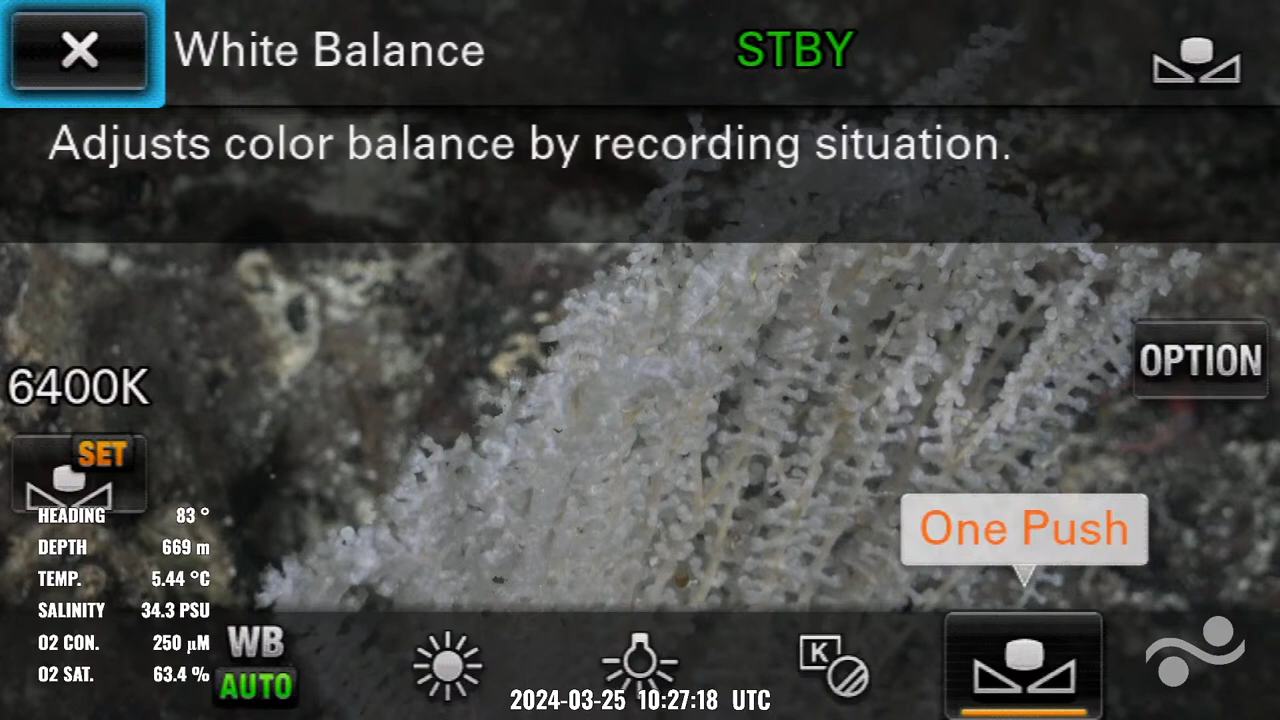 White Balance
STBY
Adjusts color balance by recording situation.
OPTION
6400K
SET
One Push
HEADING 83 °
DEPTH 669 m
TEMP. 5.44 °C
SALINITY 34.3 PSU
O2 CON. 250 µM
O2 SAT. 63.4 %
WB
AUTO
K
2024-03-25 10:27:18 UTC